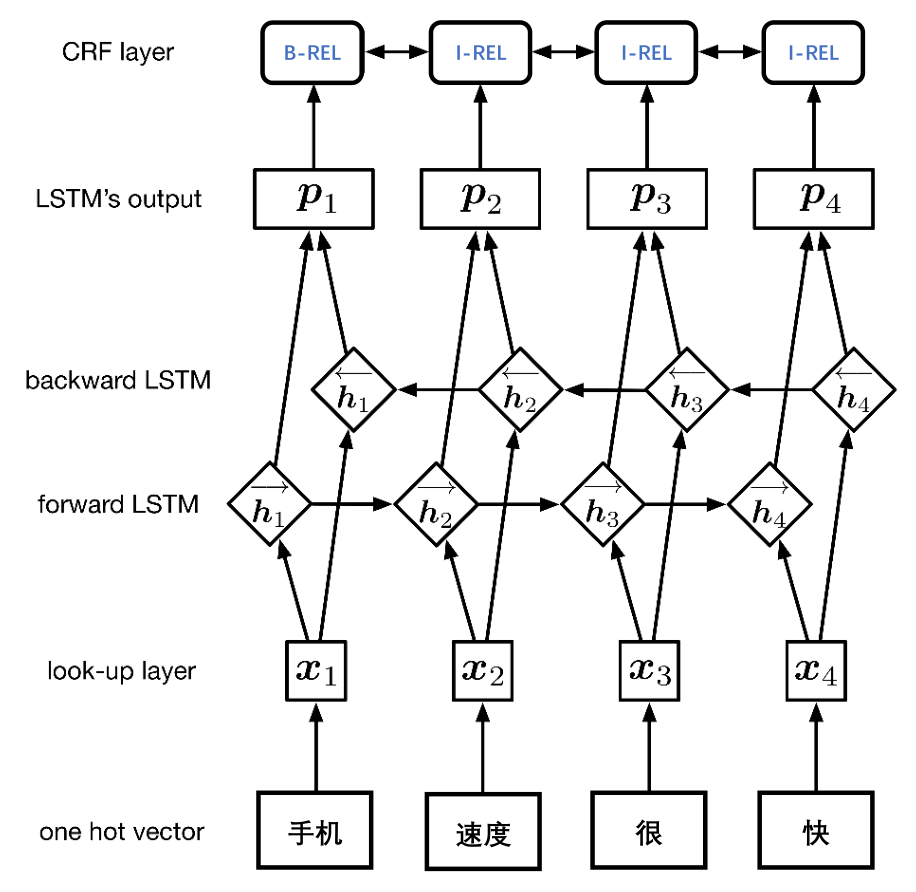 CRF layer B-REL I-REL I-REL I-REL
LSTM's output p1 p2 p3 p4
backward LSTM h1 h2 h3 h4
forward LSTM h1 h2 h3 h4
look-up layer x1 x2 x3 x4
one hot vector 手机 速度 很 快